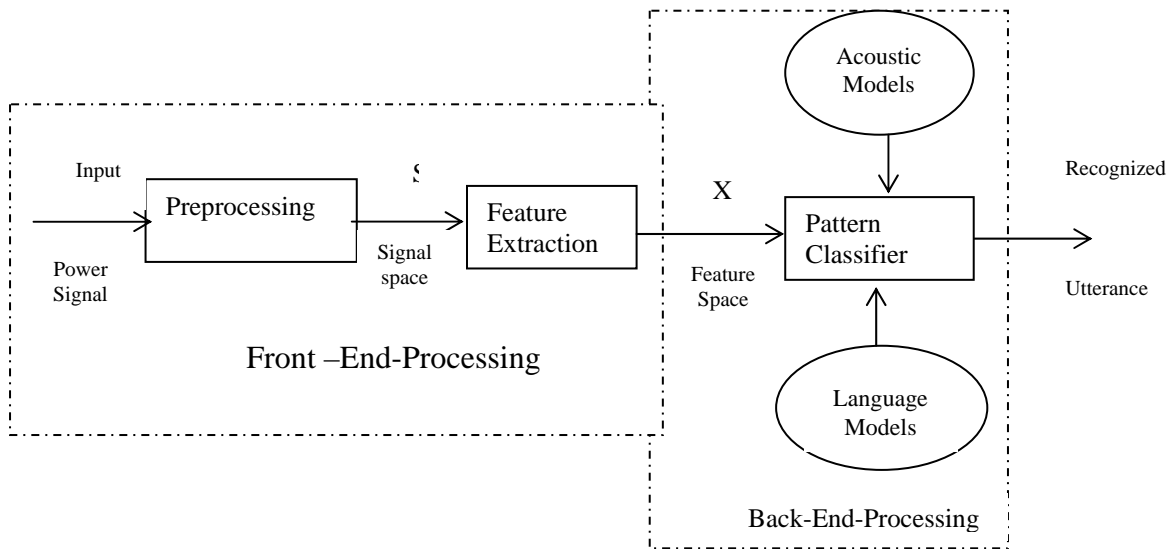 Acoustic
Models
Input
Preprocessing
Power
Signal
Signal
space
Feature
Extraction
X
Feature
Space
Pattern
Classifier
Recognized
Utterance
Language
Models
Front –End-Processing
Back-End-Processing